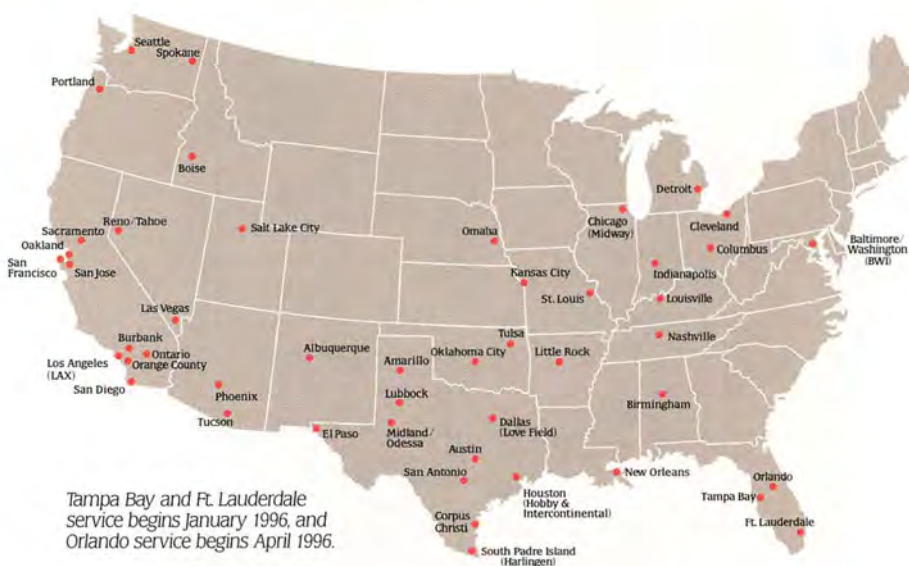 Seattle
Spokane
Portland
Boise
Reno/Tahoe
Sacramento
Oakland
San
Francisco
San Jose
Salt Lake City
Las Vegas
Burbank
Ontario
Los Angeles
(LAX)
Orange County
San Diego
Phoenix
Tucson
Albuquerque
El Paso
Amarillo
Lubbock
Midland/
Odessa
Oklahoma City
Tulsa
Dallas
(Love Field)
Austin
San Antonio
Houston
(Hobby &
Intercontinental)
Corpus
Christi
South Padre Island
(Harlingen)
Omaha
Kansas City
St. Louis
Little Rock
New Orleans
Chicago
(Midway)
Detroit
Cleveland
Columbus
Indianapolis
Louisville
Nashville
Birmingham
Baltimore/
Washington
(BWI)
Orlando
Tampa Bay
Ft. Lauderdale
Tampa Bay and Ft. Lauderdale
service begins January 1996, and
Orlando service begins April 1996.